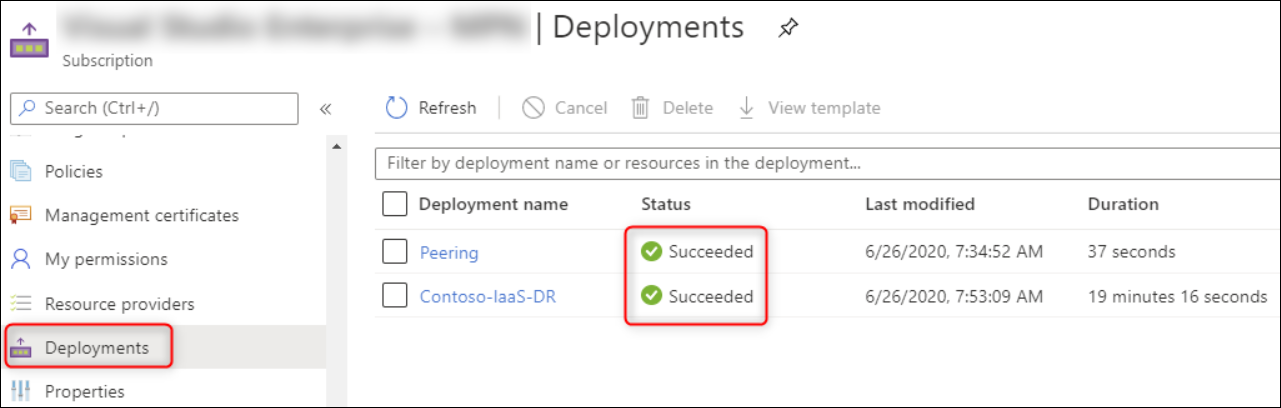 | Deployments
Subscription
Search (Ctrl+/)
«
Refresh
Cancel
Delete
View template
Policies
Management certificates
My permissions
Resource providers
Deployments
Properties
Filter by deployment name or resources in the deployment...
Deployment name Status Last modified Duration
Peering Succeeded 6/26/2020, 7:34:52 AM 37 seconds
Contoso-IaaS-DR Succeeded 6/26/2020, 7:53:09 AM 19 minutes 16 seconds